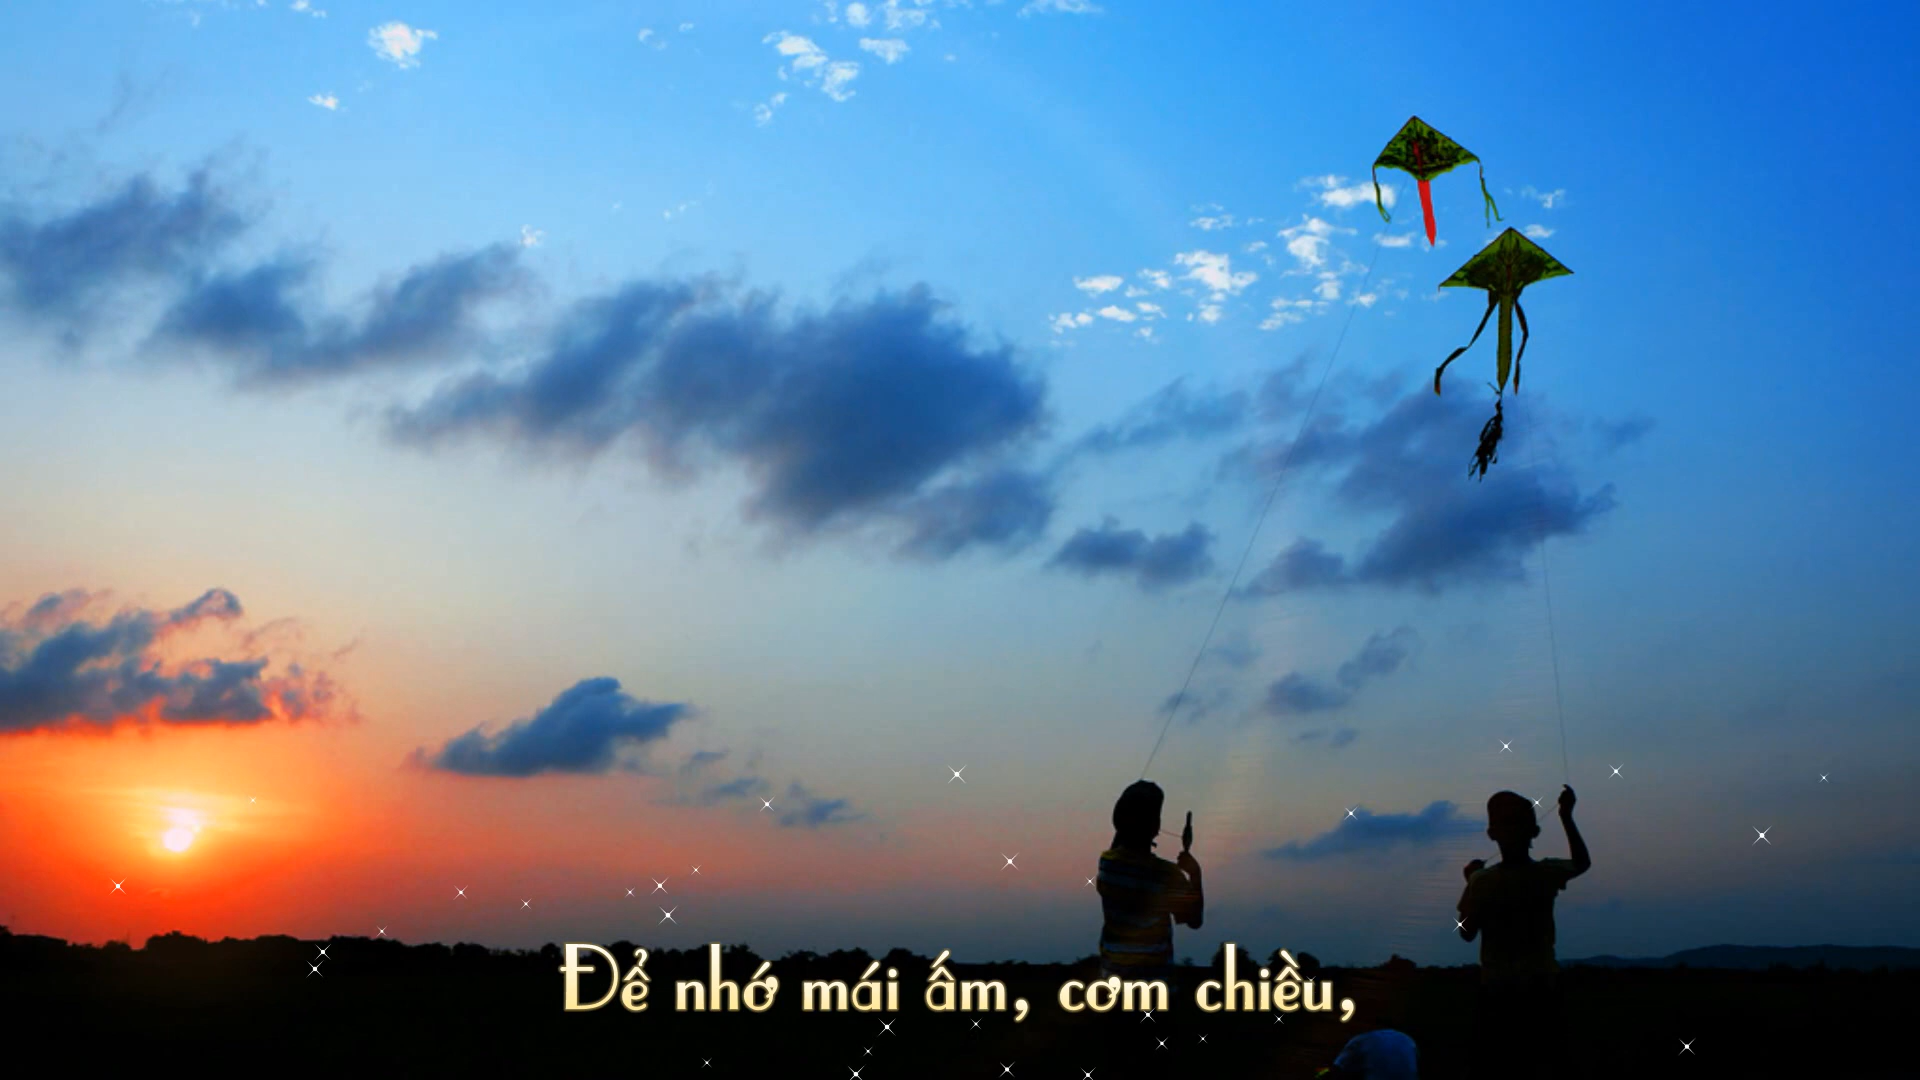 Để nhớ mái ấm, cơm chiều,